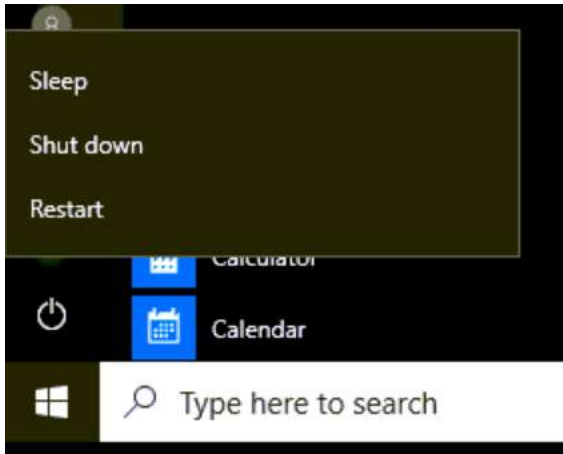 Sleep
Shut down
Restart
Calculator
Calendar
Type here to search